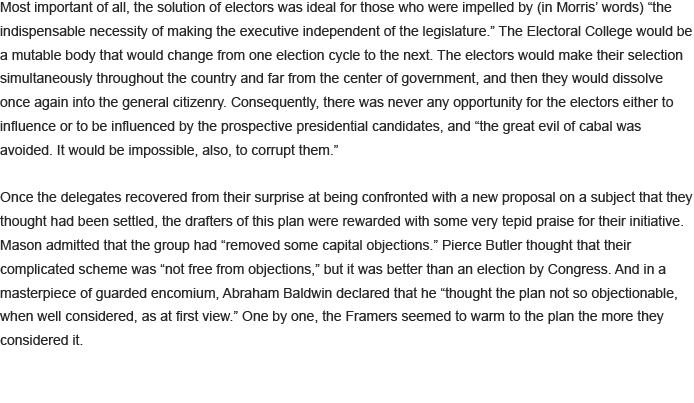 Most important of all, the solution of electors was ideal for those who were impelled by (in Morris’ words) “the
indispensable necessity of making the executive independent of the legislature.” The Electoral College would be
a mutable body that would change from one election cycle to the next. The electors would make their selection
simultaneously throughout the country and far from the center of government, and then they would dissolve
once again into the general citizenry. Consequently, there was never any opportunity for the electors either to
influence or to be influenced by the prospective presidential candidates, and “the great evil of cabal was
avoided. It would be impossible, also, to corrupt them.”
Once the delegates recovered from their surprise at being confronted with a new proposal on a subject that they
thought had been settled, the drafters of this plan were rewarded with some very tepid praise for their initiative.
Mason admitted that the group had “removed some capital objections.” Pierce Butler thought that their
complicated scheme was “not free from objections,” but it was better than an election by Congress. And in a
masterpiece of guarded encomium, Abraham Baldwin declared that he “thought the plan not so objectionable,
when well considered, as at first view.” One by one, the Framers seemed to warm to the plan the more they
considered it.